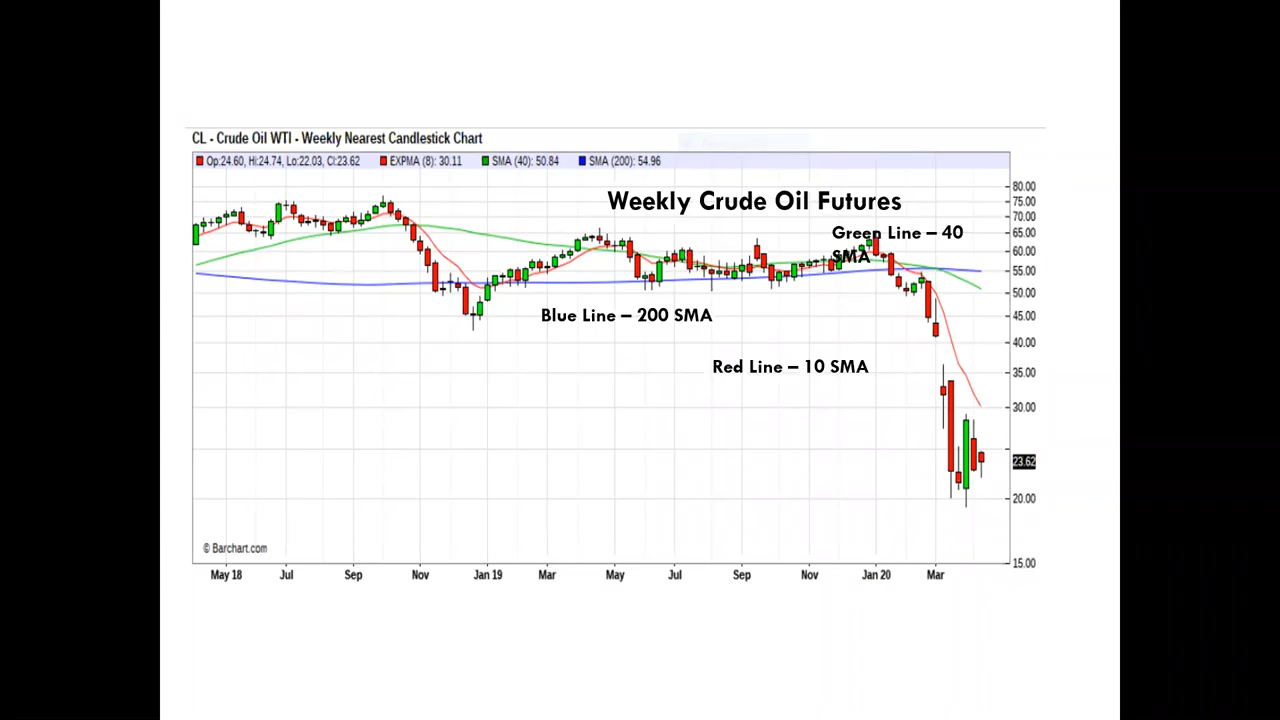 CL - Crude Oil WTI - Weekly Nearest Candlestick Chart
Op:24.60, Hi:24.74, Lo:22.03, Cl:23.62 EXPMA (8): 30.11 SMA (40): 50.84 SMA (200): 54.96
Weekly Crude Oil Futures
Green Line – 40
SMA
Blue Line – 200 SMA
Red Line – 10 SMA
80.00
75.00
70.00
65.00
60.00
55.00
50.00
45.00
40.00
35.00
30.00
23.62
20.00
15.00
© Barchart.com
May 18 Jul Sep Nov Jan 19 Mar May Jul Sep Nov Jan 20 Mar